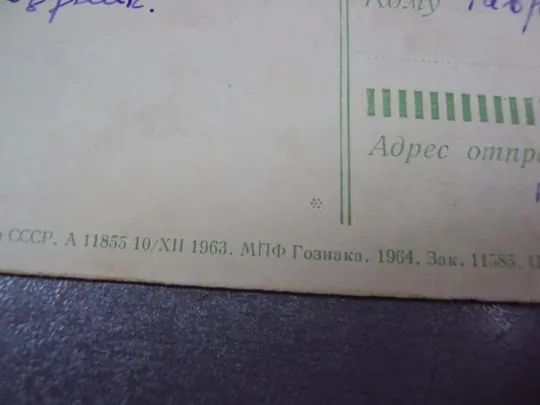 Кому
Адрес отпр
СССР. А 11855 10/XII 1963. МПФ Гознака. 1964. Зак. 11585.